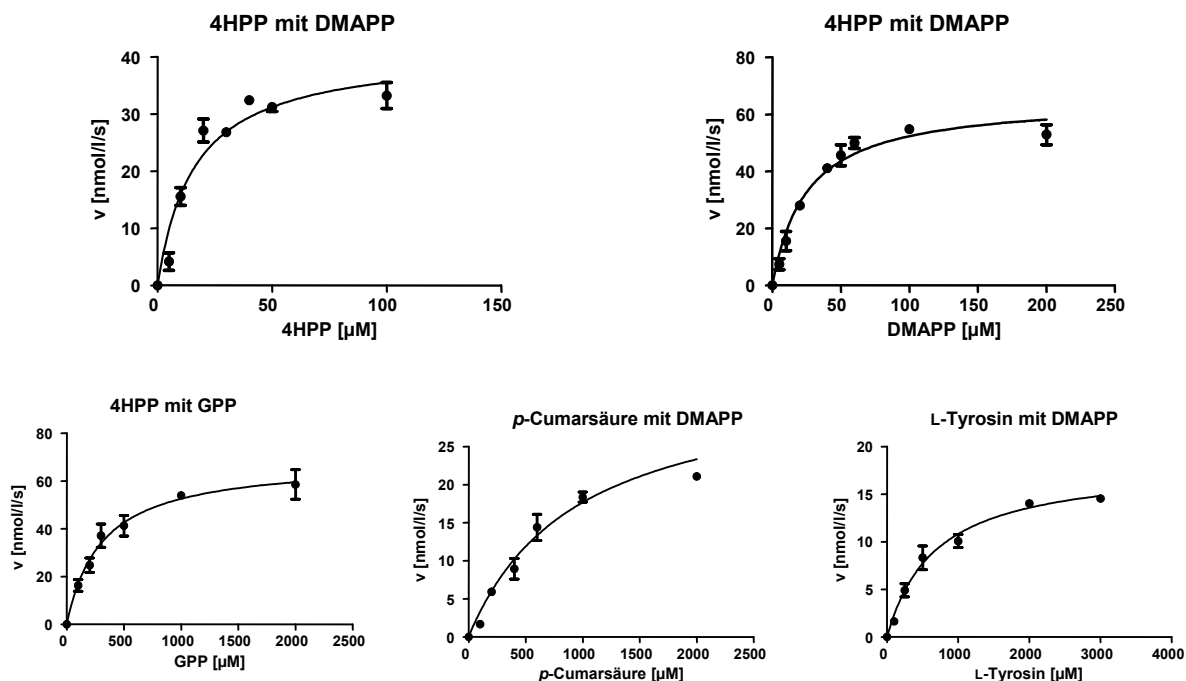 4HPP mit DMAPP
40
30
20
10
0
v [nmol/l/s]
0 50 100 150
4HPP [µM]
4HPP mit DMAPP
80
60
40
20
0
v [nmol/l/s]
0 50 100 150 200 250
DMAPP [µM]
4HPP mit GPP
80
60
40
20
0
v [nmol/l/s]
0 500 1000 1500 2000 2500
GPP [µM]
p-Cumarsäure mit DMAPP
25
20
15
10
5
0
v [nmol/l/s]
0 500 1000 1500 2000 2500
p-Cumarsäure [µM]
L-Tyrosin mit DMAPP
20
15
10
5
0
v [nmol/l/s]
0 1000 2000 3000 4000
L-Tyrosin [µM]